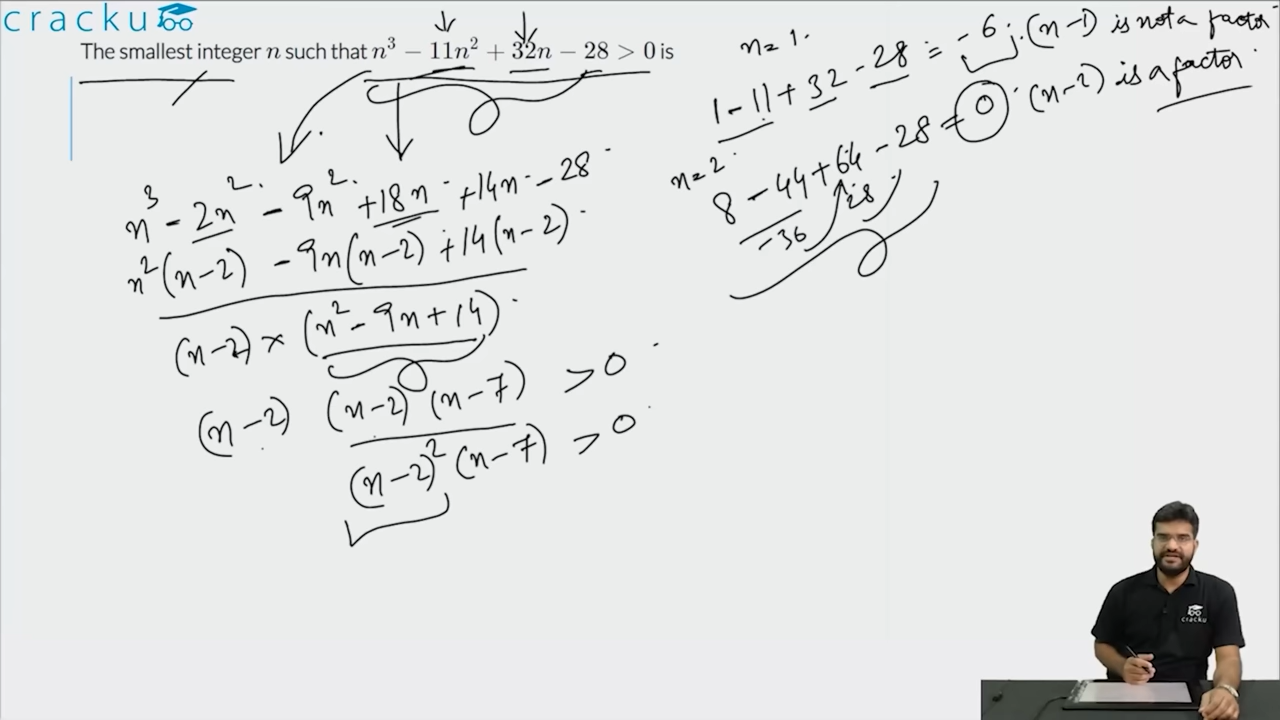 cracku
The smallest integer n such that n³ − 11n² + 32n − 28 > 0 is
n=1.
1-11+32-28=-6; (n-1) is not a factor
n=2.
8-44+64-28=0. (n-2) is a factor.
-36
28
n³-2n²-9n²+18n+14n-28
n²(n-2)-9n(n-2)+14(n-2)
(n-2)×(n²-9n+14)
(n-2) (n-2) (n-7) >0
(n-2)²(n-7) >0
cracku